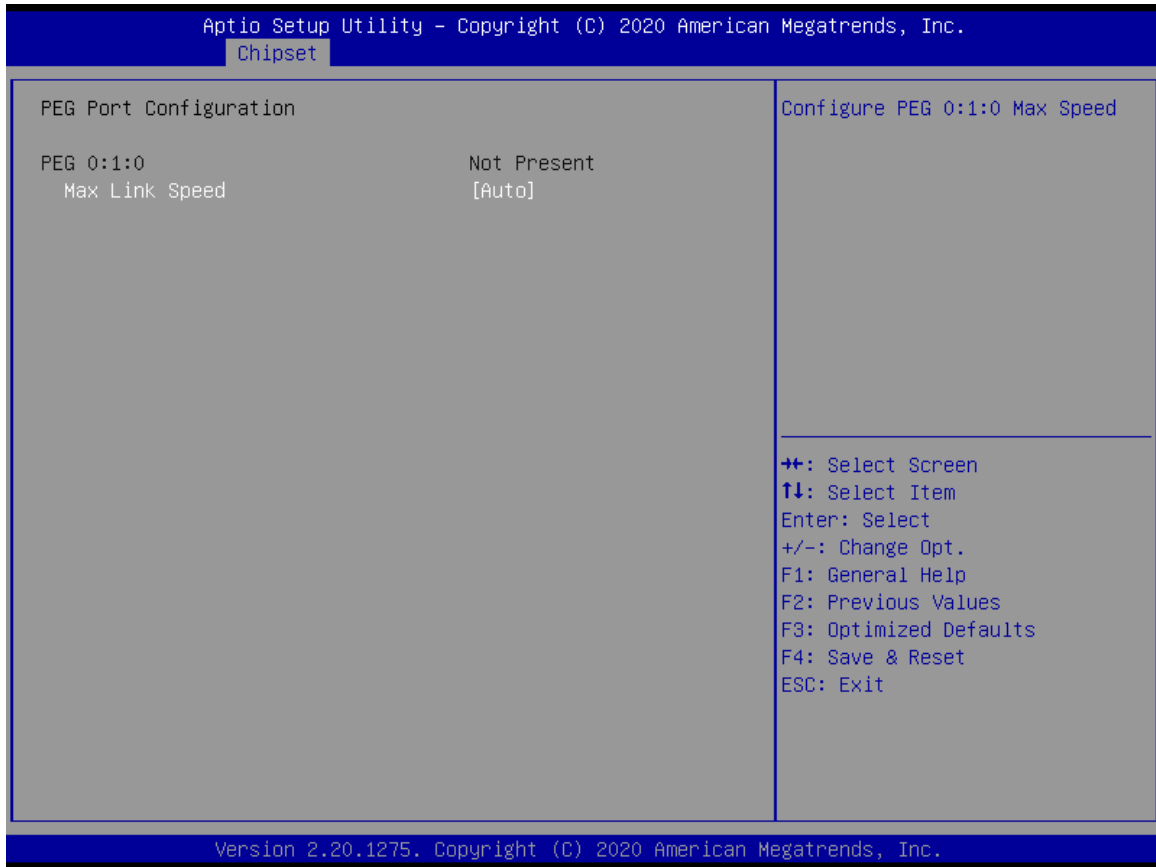 Aptio Setup Utility – Copyright (C) 2020 American Megatrends, Inc.
Chipset
PEG Port Configuration
PEG 0:1:0 Not Present
Max Link Speed [Auto]
Configure PEG 0:1:0 Max Speed
→←: Select Screen
↑↓: Select Item
Enter: Select
+/-: Change Opt.
F1: General Help
F2: Previous Values
F3: Optimized Defaults
F4: Save & Reset
ESC: Exit
Version 2.20.1275. Copyright (C) 2020 American Megatrends, Inc.